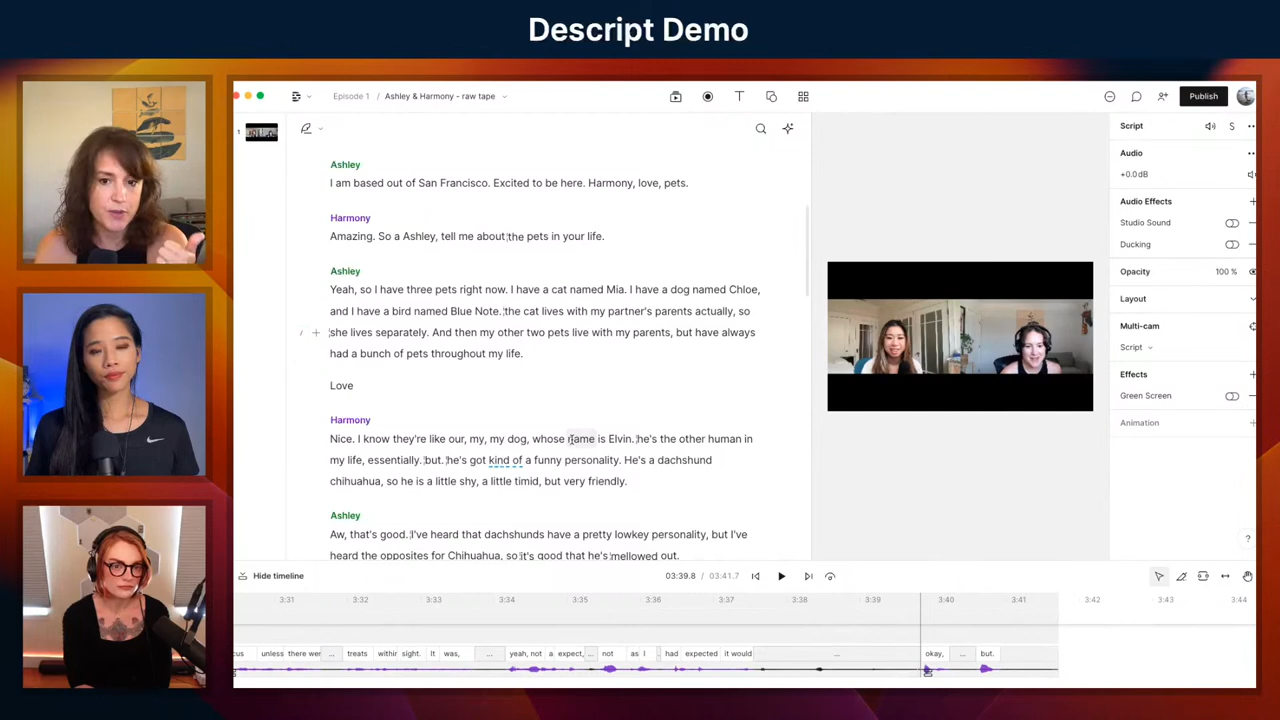 Descript Demo
Episode 1 / Ashley & Harmony - raw tape
Publish
1
Script
S
Audio
+0.0dB
Audio Effects
Studio Sound
Ducking
Opacity 100 %
Layout
Multi-cam
Script
Effects
Green Screen
Animation
Ashley
I am based out of San Francisco. Excited to be here. Harmony, love, pets.
Harmony
Amazing. So a Ashley, tell me about the pets in your life.
Ashley
Yeah, so I have three pets right now. I have a cat named Mia. I have a dog named Chloe,
and I have a bird named Blue Note. the cat lives with my partner's parents actually, so
/ + she lives separately. And then my other two pets live with my parents, but have always
had a bunch of pets throughout my life.
Love
Harmony
Nice. I know they're like our, my, my dog, whose name is Elvin. he's the other human in
my life, essentially. but. he's got kind of a funny personality. He's a dachshund
chihuahua, so he is a little shy, a little timid, but very friendly.
Ashley
Aw, that's good. I've heard that dachshunds have a pretty lowkey personality, but I've
heard the opposites for Chihuahua, so it's good that he's mellowed out.
?
Hide timeline
03:39.8 / 03:41.7
3:31 3:32 3:33 3:34 3:35 3:36 3:37 3:38 3:39 3:40 3:41 3:42 3:43 3:44
cus unless there were ... treats within sight. It was, ... yeah, not a expect, ... not as I . had expected it would ... okay, ... but.